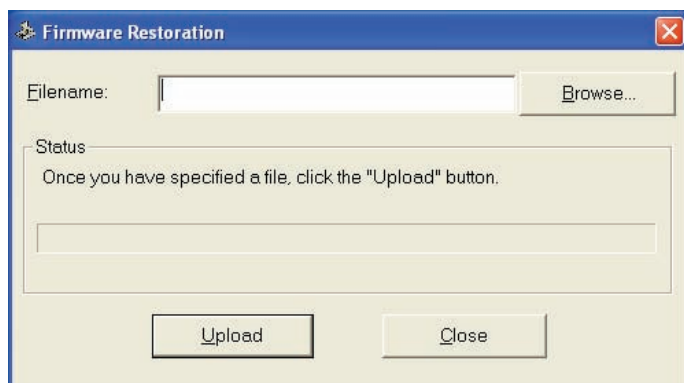 Firmware Restoration
Filename:
Browse...
Status
Once you have specified a file, click the "Upload" button.
Upload
Close